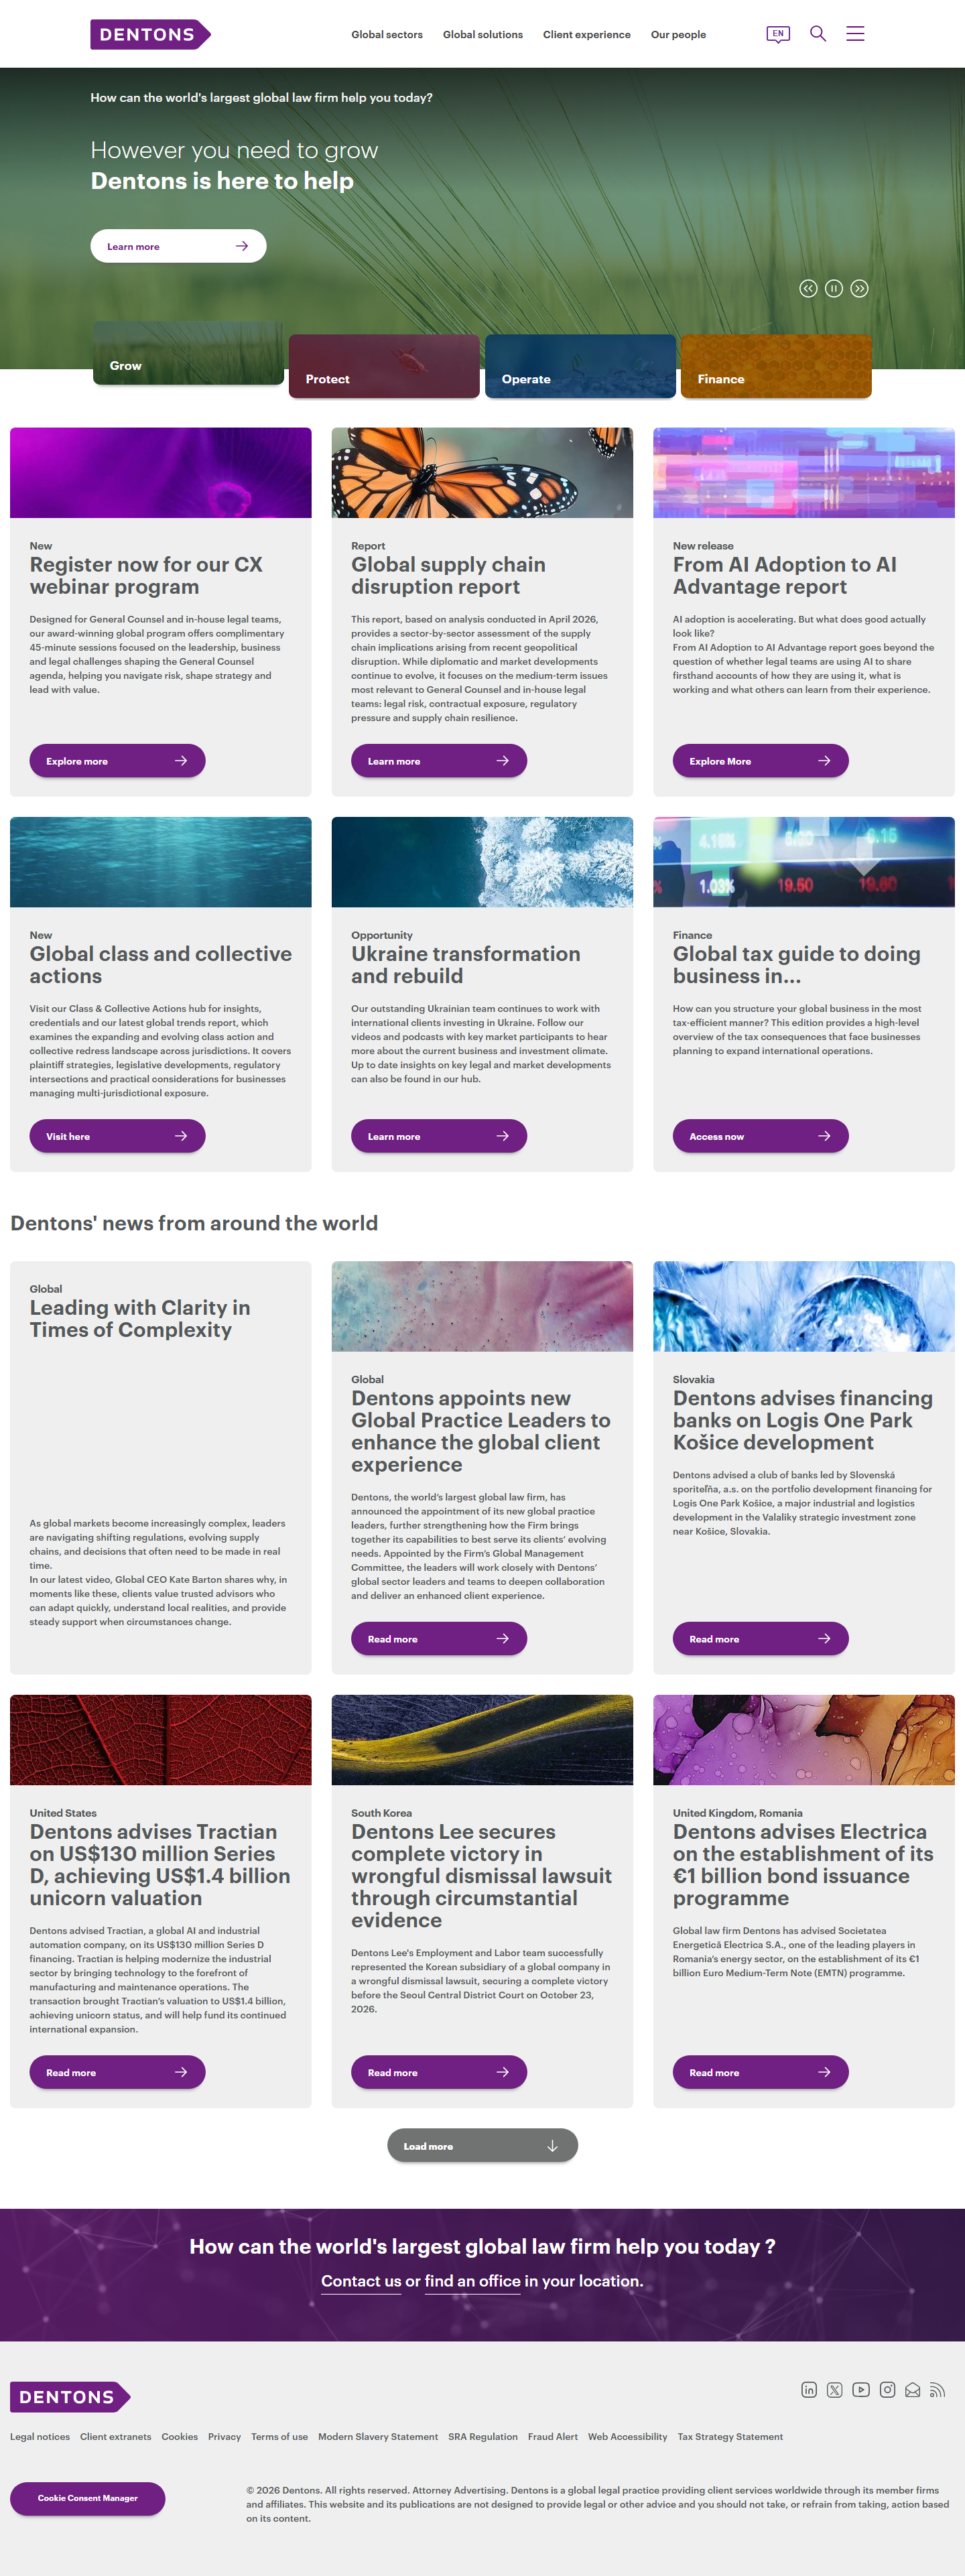 DENTONS
Global sectors
Global solutions
Client experience
Our people
EN
How can the world's largest global law firm help you today?
However you need to grow
Dentons is here to help
Learn more
Grow
Protect
Operate
Finance
New
Register now for our CX
webinar program
Designed for General Counsel and in-house legal teams,
our award-winning global program offers complimentary
45-minute sessions focused on the leadership, business
and legal challenges shaping the General Counsel
agenda, helping you navigate risk, shape strategy and
lead with value.
Explore more
Report
Global supply chain
disruption report
This report, based on analysis conducted in April 2026,
provides a sector-by-sector assessment of the supply
chain implications arising from recent geopolitical
disruption. While diplomatic and market developments
continue to evolve, it focuses on the medium-term issues
most relevant to General Counsel and in-house legal
teams: legal risk, contractual exposure, regulatory
pressure and supply chain resilience.
Learn more
New release
From AI Adoption to AI
Advantage report
AI adoption is accelerating. But what does good actually
look like?
From AI Adoption to AI Advantage report goes beyond the
question of whether legal teams are using AI to share
firsthand accounts of how they are using it, what is
working and what others can learn from their experience.
Explore More
New
Global class and collective
actions
Visit our Class & Collective Actions hub for insights,
credentials and our latest global trends report, which
examines the expanding and evolving class action and
collective redress landscape across jurisdictions. It covers
plaintiff strategies, legislative developments, regulatory
intersections and practical considerations for businesses
managing multi-jurisdictional exposure.
Visit here
Opportunity
Ukraine transformation
and rebuild
Our outstanding Ukrainian team continues to work with
international clients investing in Ukraine. Follow our
videos and podcasts with key market participants to hear
more about the current business and investment climate.
Up to date insights on key legal and market developments
can also be found in our hub.
Learn more
4.15%
6.15
1.03%
19.50
19.60
Finance
Global tax guide to doing
business in...
How can you structure your global business in the most
tax-efficient manner? This edition provides a high-level
overview of the tax consequences that face businesses
planning to expand international operations.
Access now
Dentons' news from around the world
Global
Leading with Clarity in
Times of Complexity
As global markets become increasingly complex, leaders
are navigating shifting regulations, evolving supply
chains, and decisions that often need to be made in real
time.
In our latest video, Global CEO Kate Barton shares why, in
moments like these, clients value trusted advisors who
can adapt quickly, understand local realities, and provide
steady support when circumstances change.
Global
Dentons appoints new
Global Practice Leaders to
enhance the global client
experience
Dentons, the world's largest global law firm, has
announced the appointment of its new global practice
leaders, further strengthening how the Firm brings
together its capabilities to best serve its clients' evolving
needs. Appointed by the Firm's Global Management
Committee, the leaders will work closely with Dentons'
global sector leaders and teams to deepen collaboration
and deliver an enhanced client experience.
Read more
Slovakia
Dentons advises financing
banks on Logis One Park
Košice development
Dentons advised a club of banks led by Slovenská
sporiteľňa, a.s. on the portfolio development financing for
Logis One Park Košice, a major industrial and logistics
development in the Valaliky strategic investment zone
near Košice, Slovakia.
Read more
United States
Dentons advises Tractian
on US$130 million Series
D, achieving US$1.4 billion
unicorn valuation
Dentons advised Tractian, a global AI and industrial
automation company, on its US$130 million Series D
financing. Tractian is helping modernize the industrial
sector by bringing technology to the forefront of
manufacturing and maintenance operations. The
transaction brought Tractian's valuation to US$1.4 billion,
achieving unicorn status, and will help fund its continued
international expansion.
Read more
South Korea
Dentons Lee secures
complete victory in
wrongful dismissal lawsuit
through circumstantial
evidence
Dentons Lee's Employment and Labor team successfully
represented the Korean subsidiary of a global company in
a wrongful dismissal lawsuit, securing a complete victory
before the Seoul Central District Court on October 23,
2026.
Read more
United Kingdom, Romania
Dentons advises Electrica
on the establishment of its
€1 billion bond issuance
programme
Global law firm Dentons has advised Societatea
Energetică Electrica S.A., one of the leading players in
Romania's energy sector, on the establishment of its €1
billion Euro Medium-Term Note (EMTN) programme.
Read more
Load more
How can the world's largest global law firm help you today ?
Contact us or find an office in your location.
DENTONS
Legal notices
Client extranets
Cookies
Privacy
Terms of use
Modern Slavery Statement
SRA Regulation
Fraud Alert
Web Accessibility
Tax Strategy Statement
Cookie Consent Manager
© 2026 Dentons. All rights reserved. Attorney Advertising. Dentons is a global legal practice providing client services worldwide through its member firms
and affiliates. This website and its publications are not designed to provide legal or other advice and you should not take, or refrain from taking, action based
on its content.